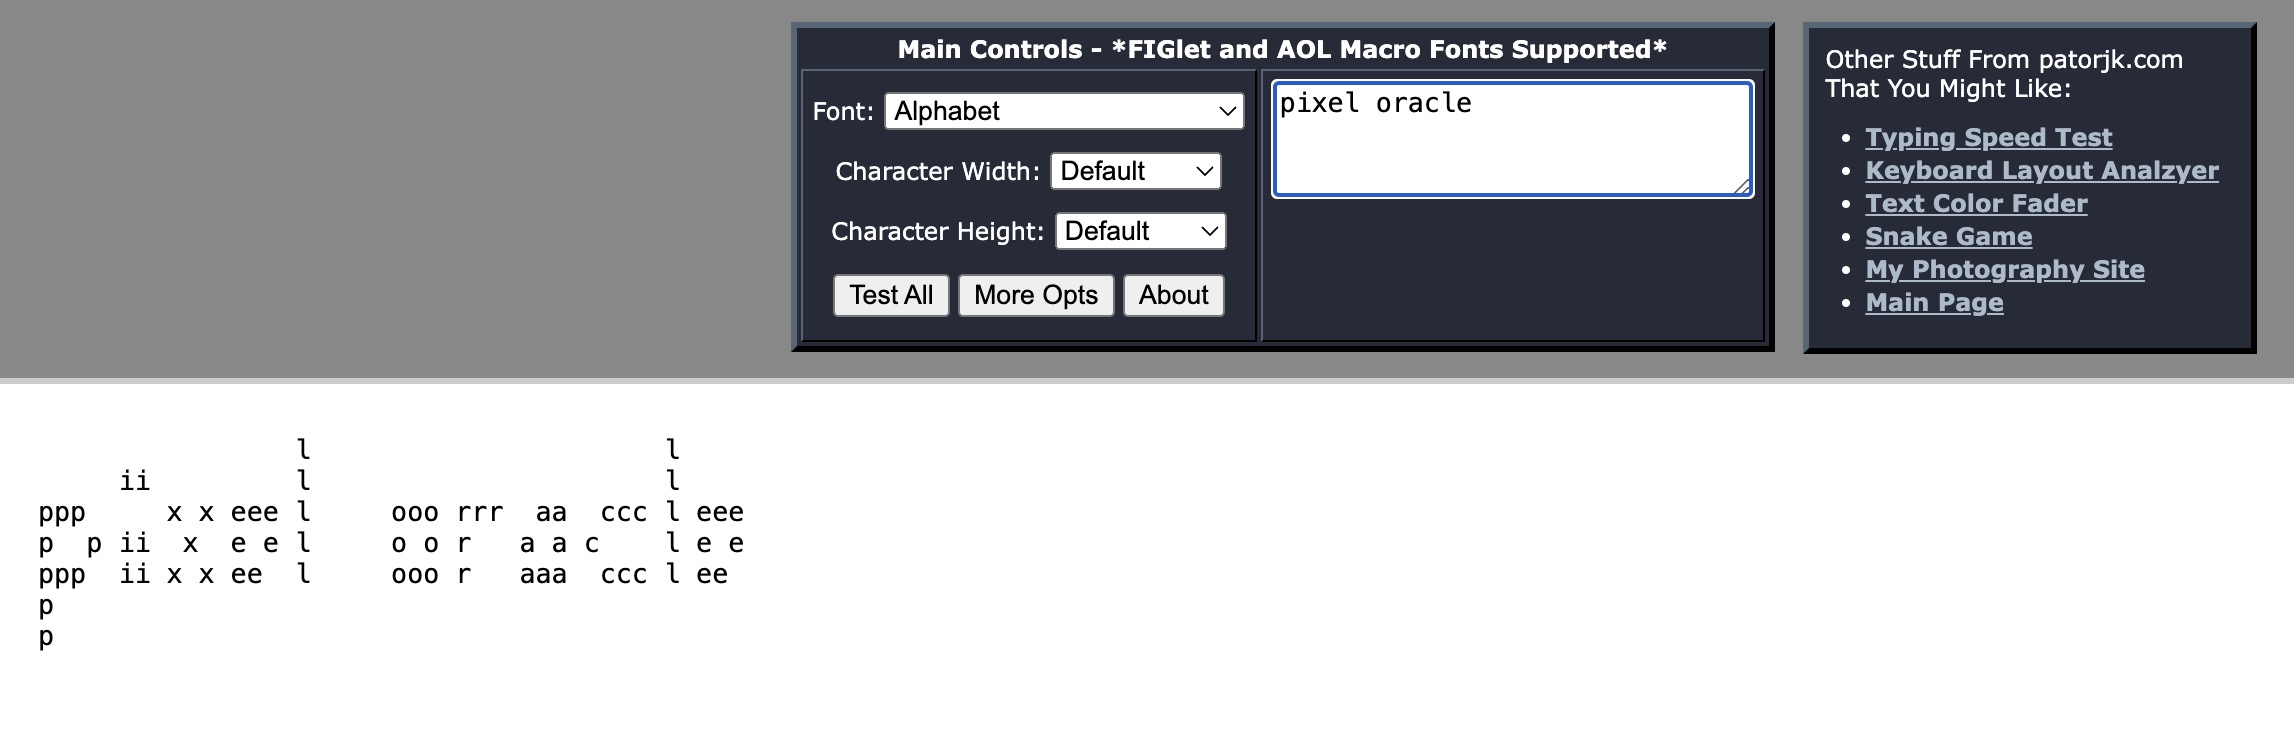 Main Controls - *FIGlet and AOL Macro Fonts Supported*
Font: Alphabet
Character Width: Default
Character Height: Default
Test All More Opts About
pixel oracle
Other Stuff From patorjk.com
That You Might Like:
• Typing Speed Test
• Keyboard Layout Analzyer
• Text Color Fader
• Snake Game
• My Photography Site
• Main Page
                l                      l
     ii         l                      l
ppp     x x eee l     ooo rrr  aa  ccc l eee
p  p ii  x  e e l     o o r   a a c    l e e
ppp  ii x x ee  l     ooo r   aaa  ccc l ee
p
p